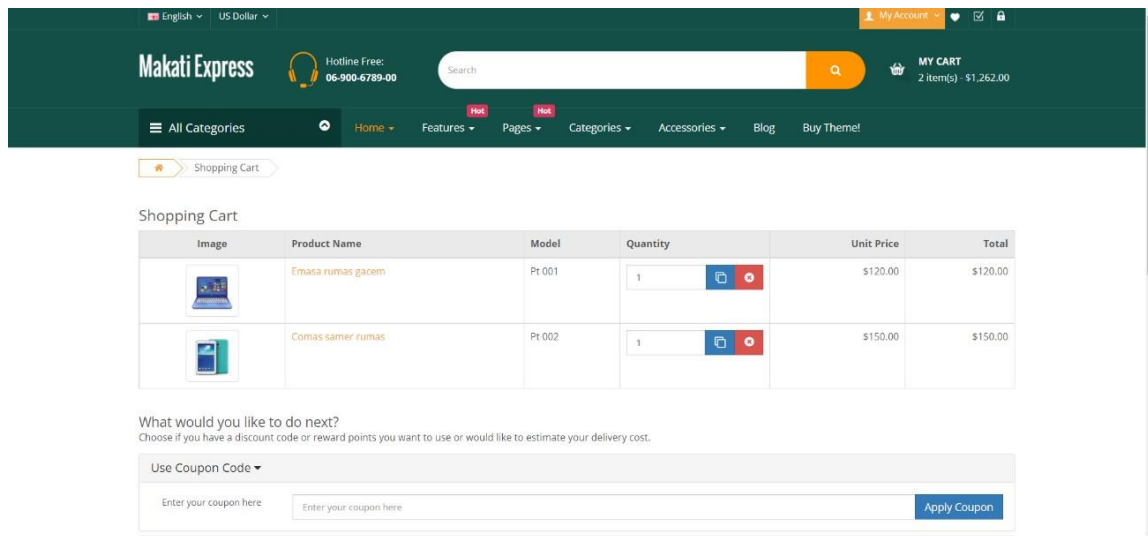 English US Dollar My Account
Makati Express
Hotline Free:
06-900-6789-00
Search
MY CART
2 item(s) - $1,262.00
Hot Hot
All Categories Home Features Pages Categories Accessories Blog Buy Theme!
Shopping Cart
Shopping Cart
Image Product Name Model Quantity Unit Price Total
Emasa rumas gacem Pt 001 1 $120.00 $120.00
Comas samer rumas Pt 002 1 $150.00 $150.00
What would you like to do next?
Choose if you have a discount code or reward points you want to use or would like to estimate your delivery cost.
Use Coupon Code
Enter your coupon here Enter your coupon here Apply Coupon